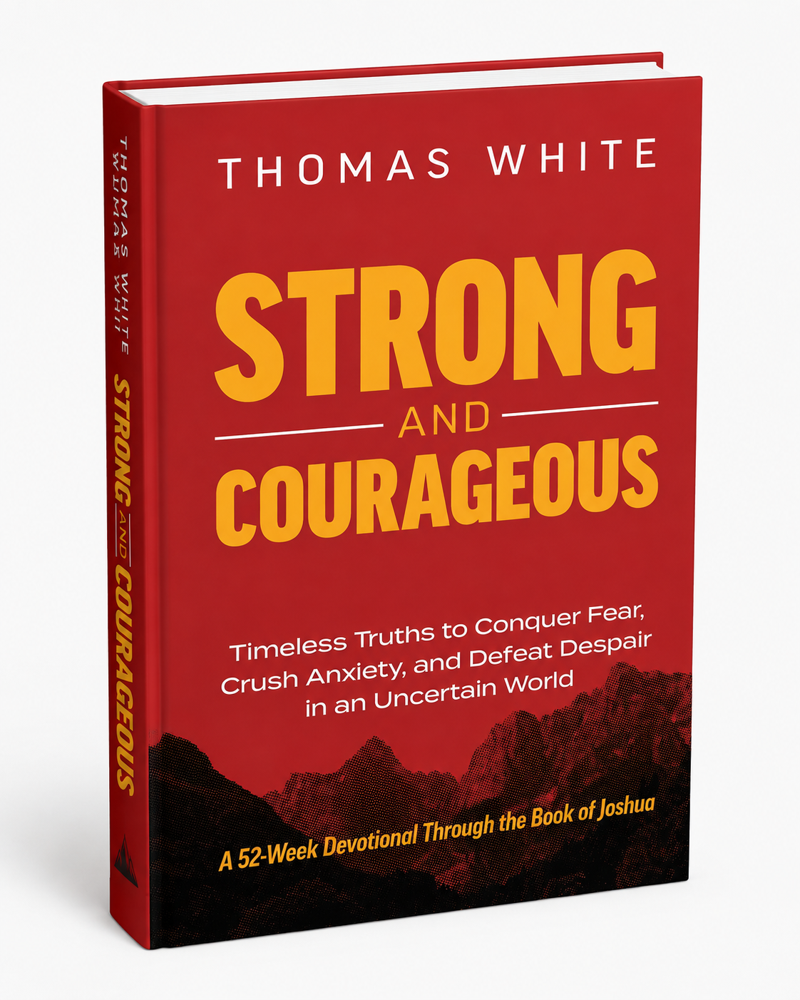 THOMAS WHITE
STRONG
AND
COURAGEOUS
Timeless Truths to Conquer Fear,
Crush Anxiety, and Defeat Despair
in an Uncertain World
A 52-Week Devotional Through the Book of Joshua
THOMAS WHITE
STRONG AND COURAGEOUS